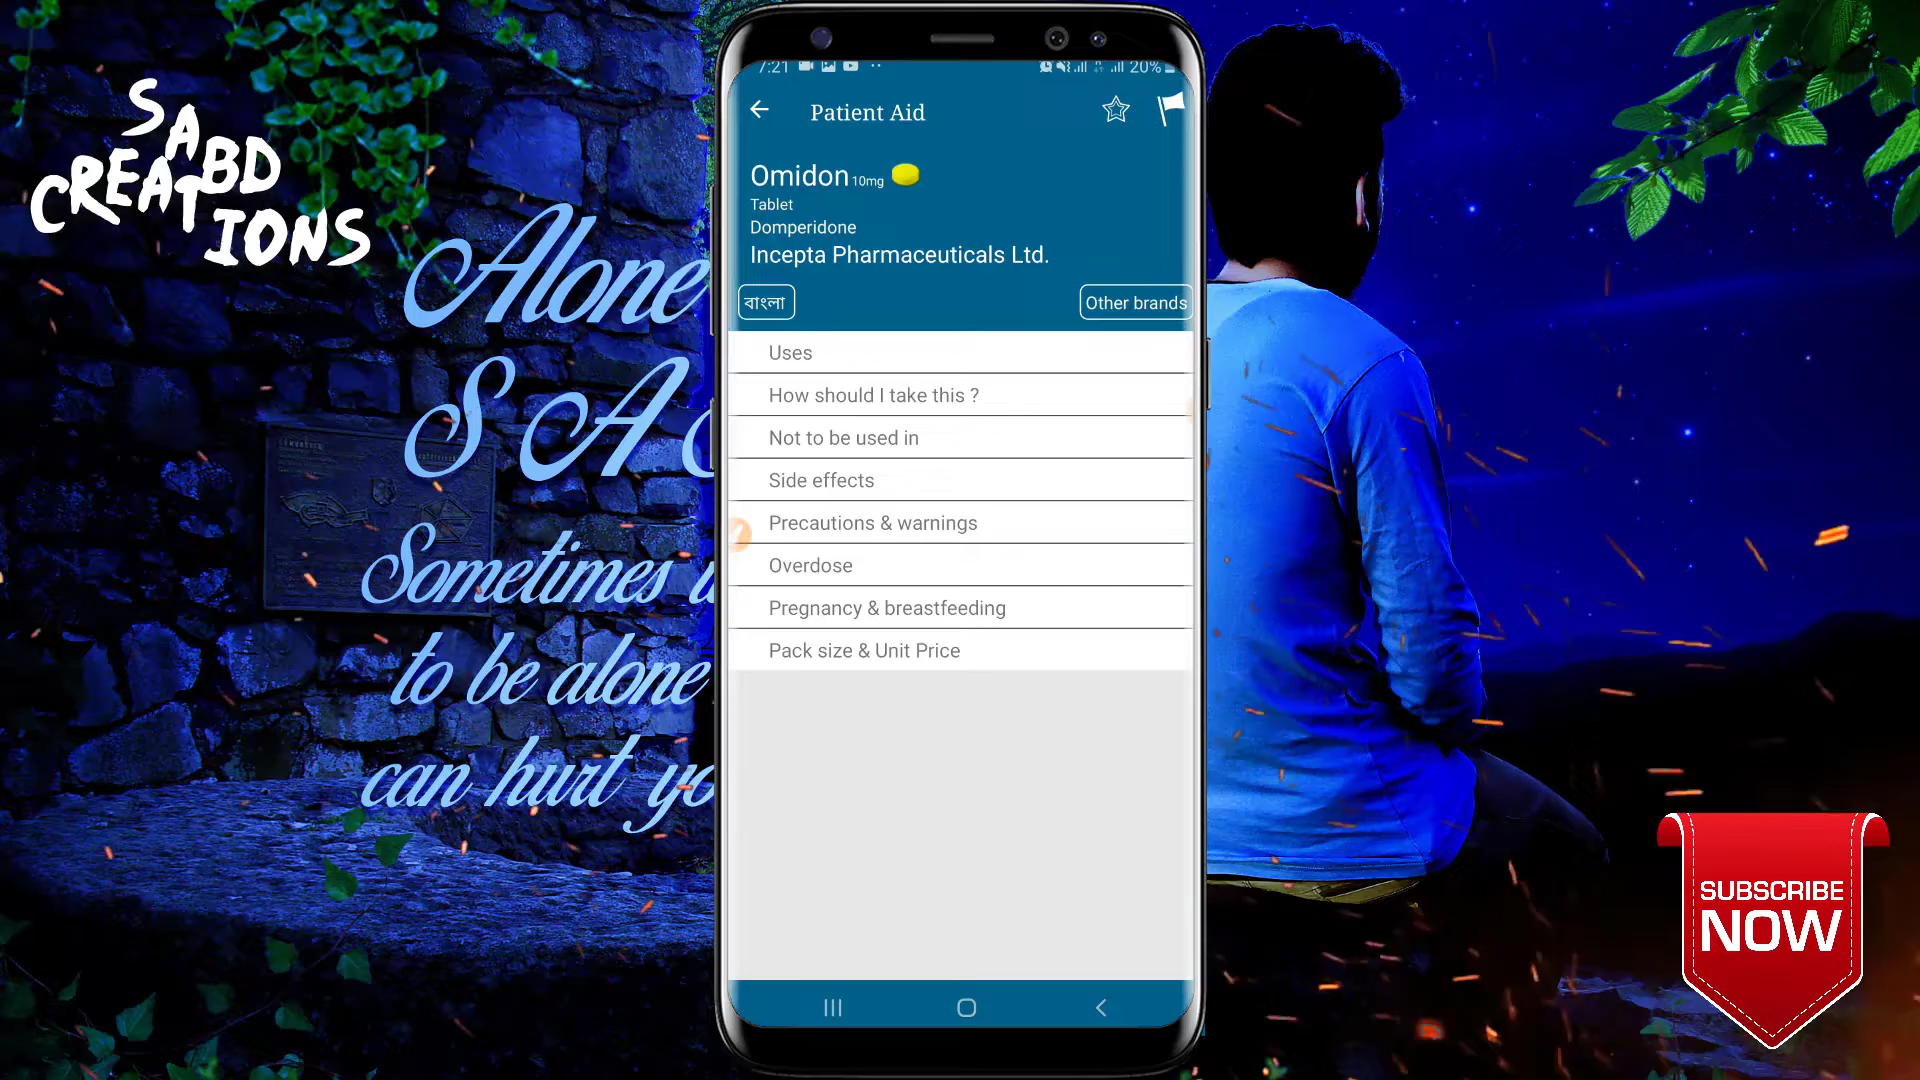 SA BD
CREATIONS
Alone
S A
Sometimes
to be alone
can hurt
7:21
20%
Patient Aid
Omidon 10mg
Tablet
Domperidone
Incepta Pharmaceuticals Ltd.
বাংলা
Other brands
Uses
How should I take this ?
Not to be used in
Side effects
Precautions & warnings
Overdose
Pregnancy & breastfeeding
Pack size & Unit Price
SUBSCRIBE
NOW